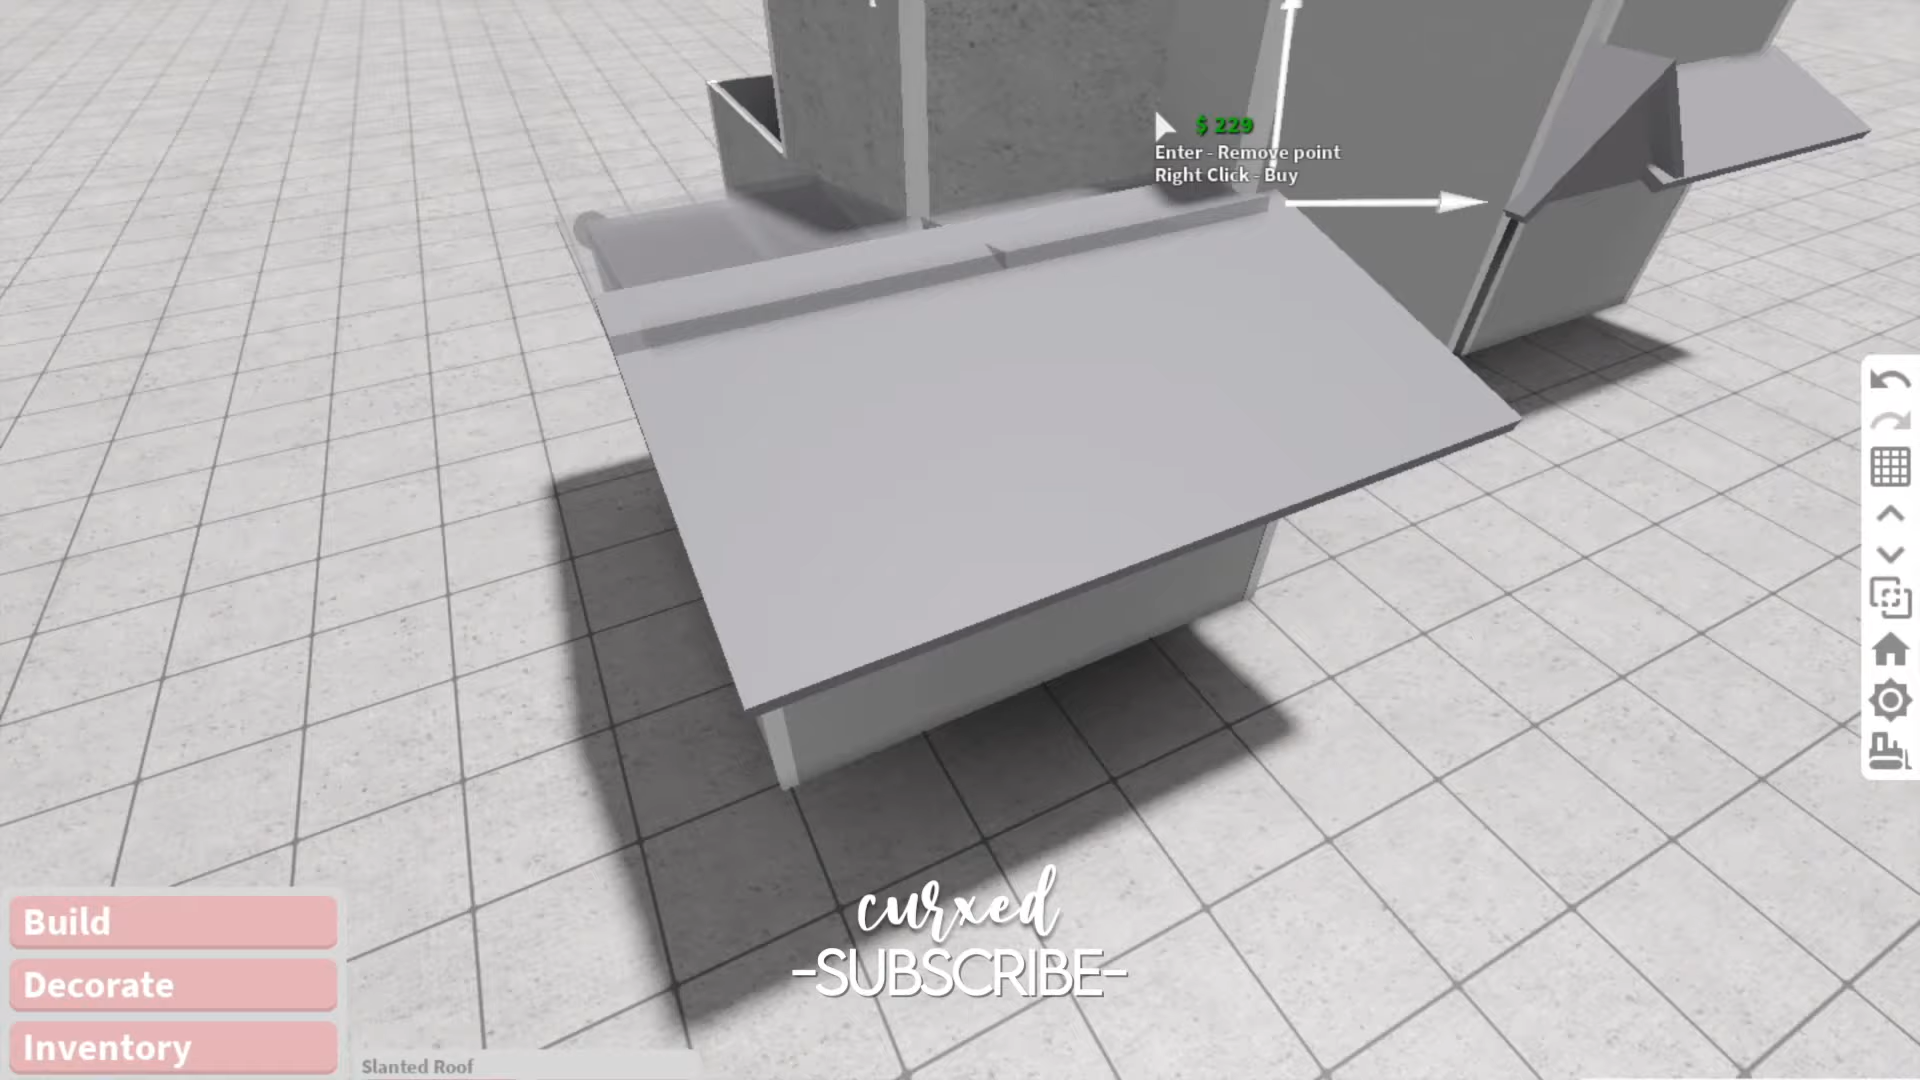 $ 229
Enter - Remove point
Right Click - Buy
curxed
-SUBSCRIBE-
Build
Decorate
Inventory
Slanted Roof